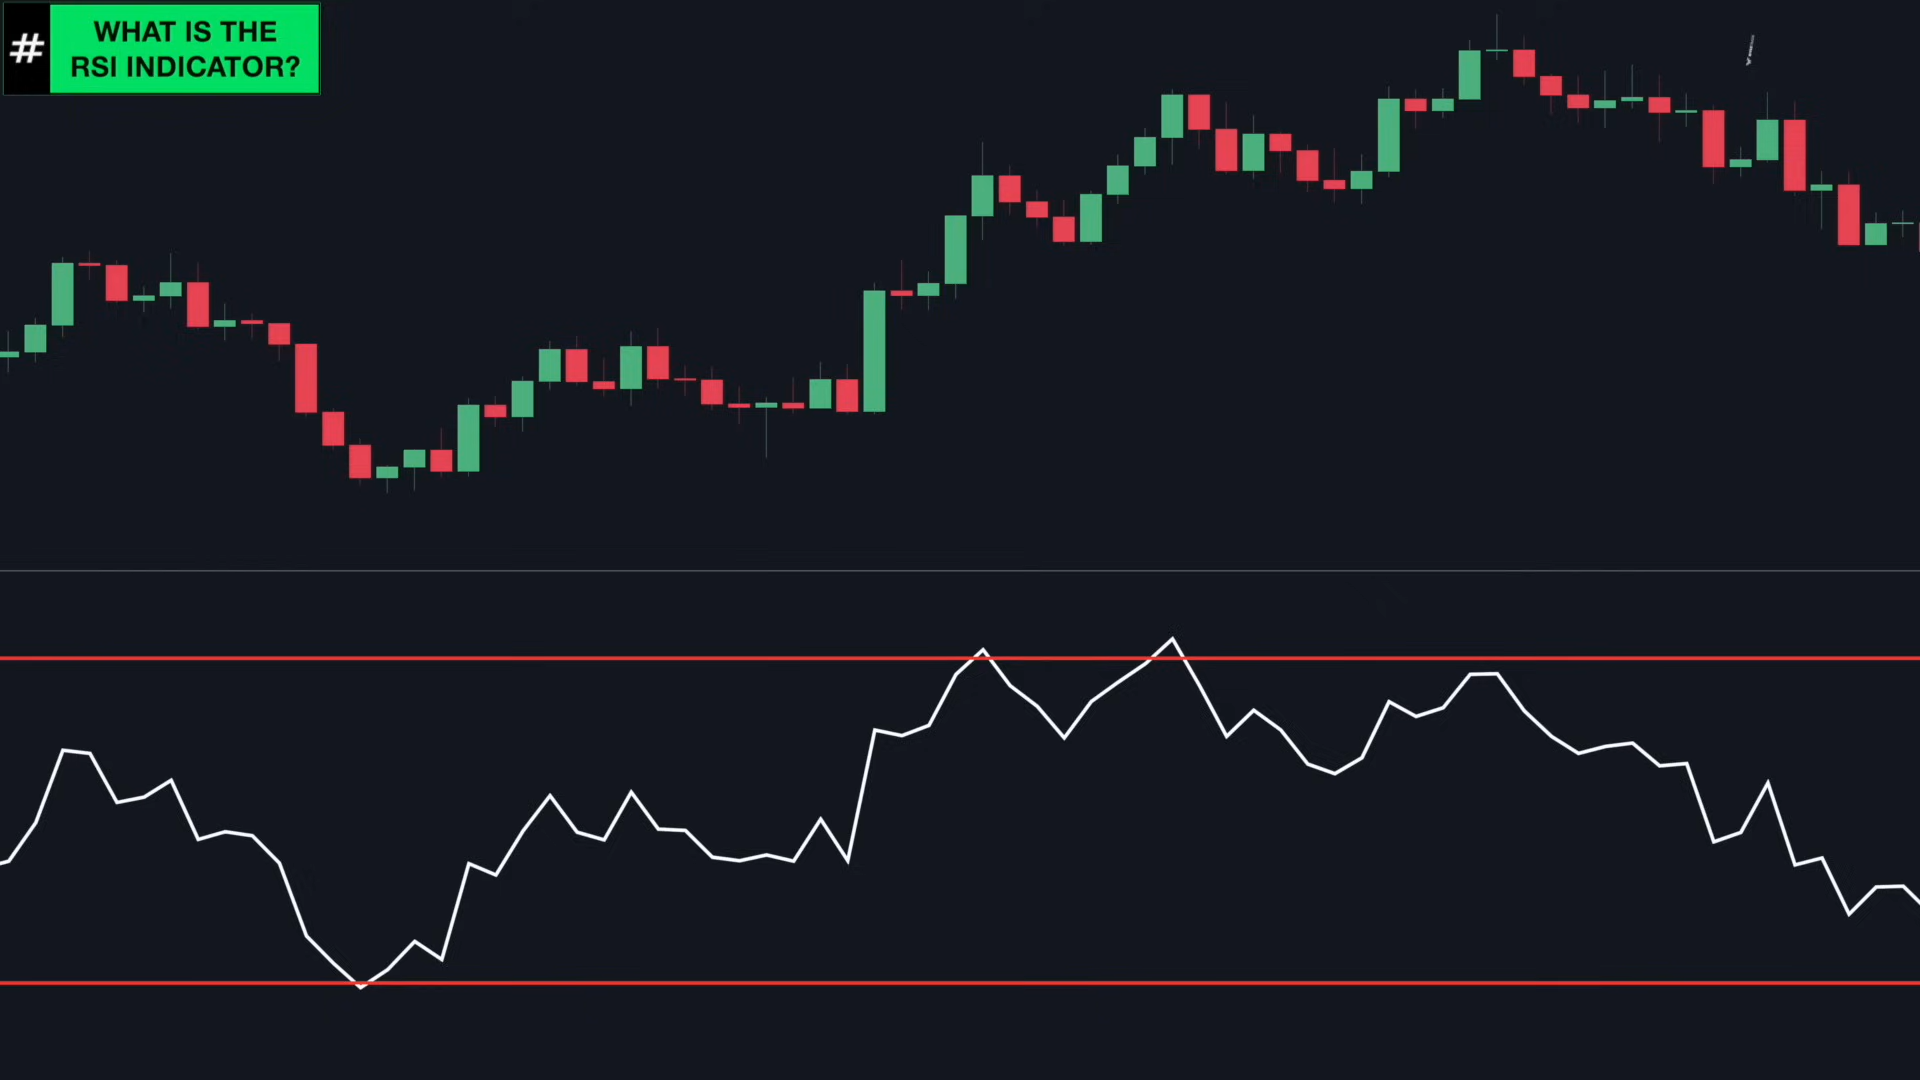 #
WHAT IS THE
RSI INDICATOR?